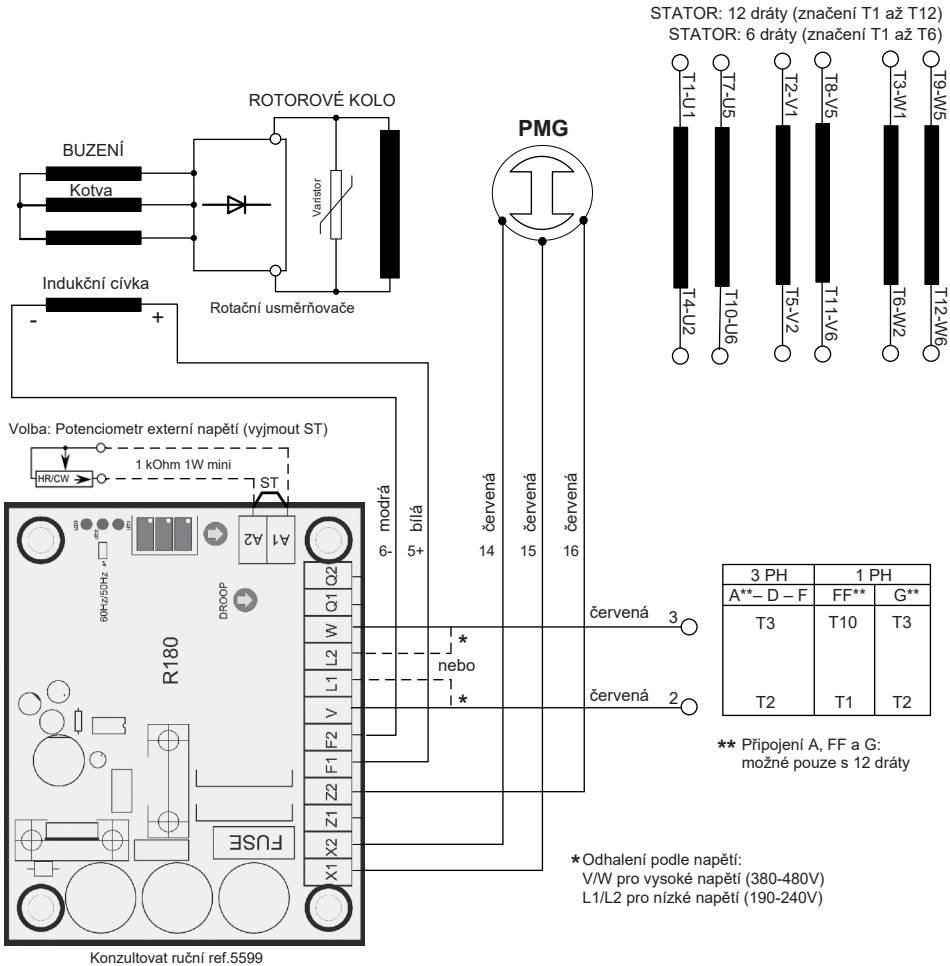 STATOR: 12 dráty (značení T1 až T12)
STATOR: 6 dráty (značení T1 až T6)
T1-U1
T7-U5
T2-V1
T8-V5
T3-W1
T9-W5
T4-U2
T10-U6
T5-V2
T11-V6
T6-W2
T12-W6
ROTOROVÉ KOLO
BUZENÍ
Kotva
Varistor
PMG
Indukční cívka
- +
Rotační usměrňovače
Volba: Potenciometr externí napětí (vyjmout ST)
HR/CW
1 kOhm 1W mini
ST
A2 A1
modrá
bílá
červená
červená
červená
6- 5+ 14 15 16
60Hz/50Hz
DROOP
R180
FUSE
Q2
Q1
W
L2
L1
V
F2
F1
Z2
Z1
X2
X1
*
nebo
*
červená 3
červená 2
3 PH 1 PH
A**– D – F FF** G**
T3 T10 T3
T2 T1 T2
** Připojení A, FF a G:
možné pouze s 12 dráty
* Odhalení podle napětí:
V/W pro vysoké napětí (380-480V)
L1/L2 pro nízké napětí (190-240V)
Konzultovat ruční ref.5599